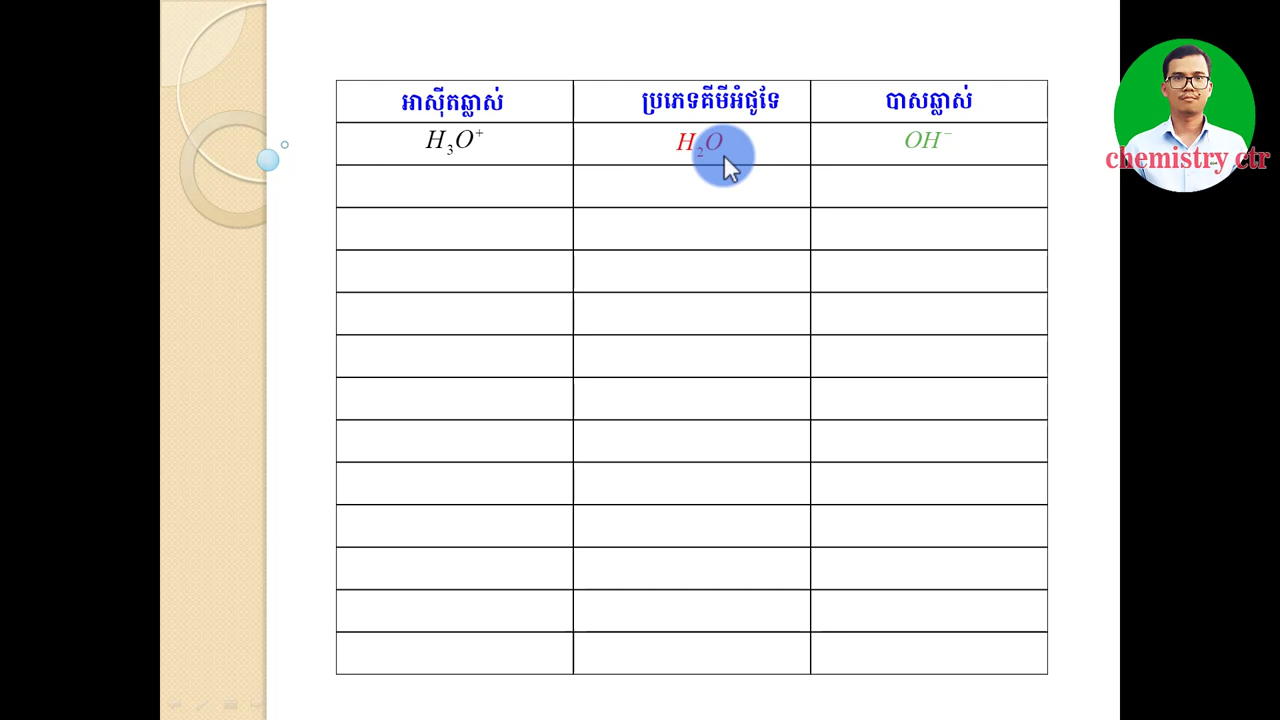 អាស៊ីតឆ្លាស់ ប្រភេទគីមីអំផូទែ បាសឆ្លាស់
H₃O⁺ H₂O OH⁻
chemistry ctr